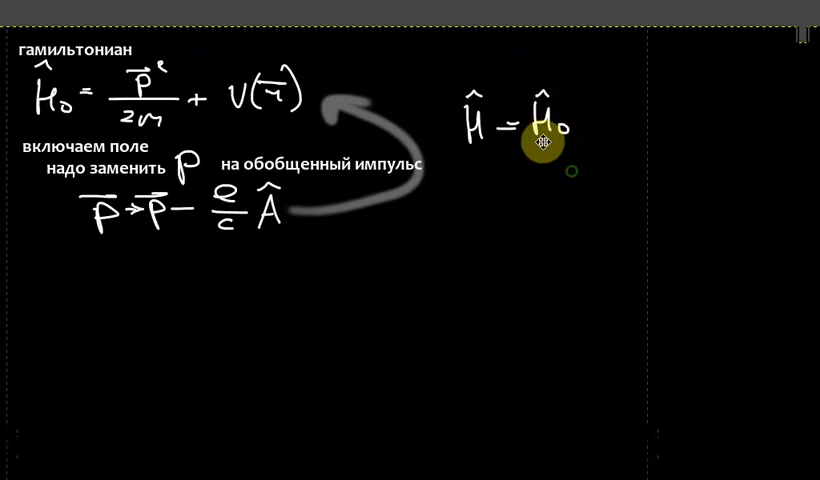 гамильтониан
Ĥ₀ = p⃗² / 2m + V(r⃗)
Ĥ = Ĥ₀
включаем поле
надо заменить p на обобщенный импульс
p⃗ → p⃗ − e/c Â